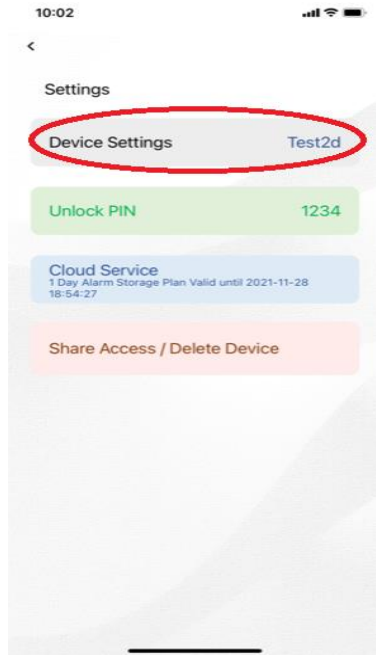 10:02
<
Settings
Device Settings Test2d
Unlock PIN 1234
Cloud Service
1 Day Alarm Storage Plan Valid until 2021-11-28
18:54:27
Share Access / Delete Device